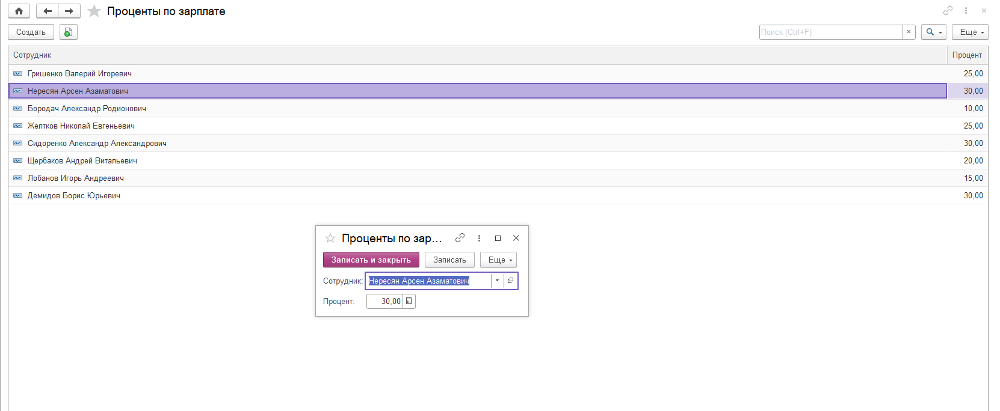 Проценты по зарплате
Создать
Поиск (Ctrl+F)
Еще
Сотрудник Процент
Гришенко Валерий Игоревич 25,00
Нересян Арсен Азаматович 30,00
Бородач Александр Родионович 10,00
Желтков Николай Евгеньевич 25,00
Сидоренко Александр Александрович 30,00
Щербаков Андрей Витальевич 20,00
Лобанов Игорь Андреевич 15,00
Демидов Борис Юрьевич 30,00
Проценты по зар...
Записать и закрыть Записать Еще
Сотрудник: Нересян Арсен Азаматович
Процент: 30,00